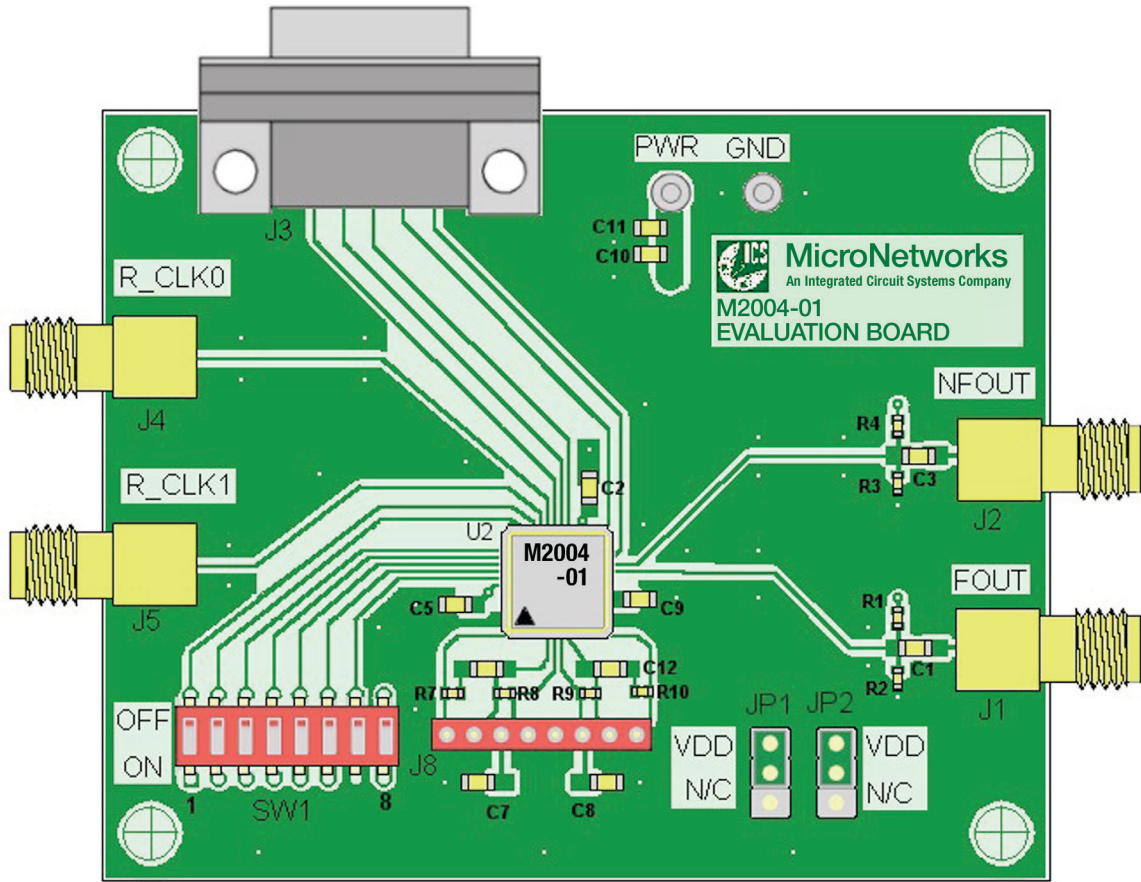 PWR GND
J3
C11
C10
ICS
MicroNetworks
An Integrated Circuit Systems Company
M2004-01
EVALUATION BOARD
R_CLK0
J4
NFOUT
R4
R3
C3
J2
R_CLK1
J5
C2
U2
M2004
-01
C5
C9
FOUT
R1
R2
C1
J1
C12
R7
R8
R9
R10
OFF
ON
1
8
SW1
J8
C7
C8
JP1
JP2
VDD
N/C
VDD
N/C